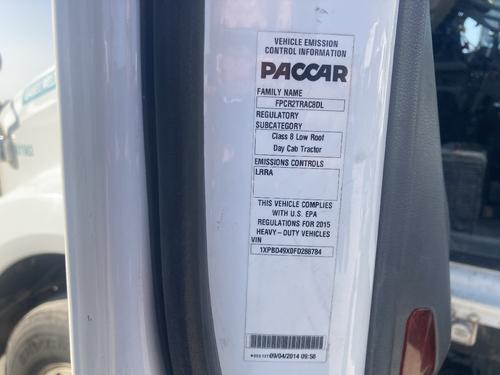 VEHICLE EMISSION
CONTROL INFORMATION
PACCAR
FAMILY NAME
FPCR2TRAC8DL
REGULATORY
SUBCATEGORY
Class 8 Low Roof
Day Cab Tractor
EMISSIONS CONTROLS
LRRA
THIS VEHICLE COMPLIES
WITH U.S. EPA
REGULATIONS FOR 2015
HEAVY-DUTY VEHICLES
VIN
1XPBD49X0FD288784
09/04/2014 09:58